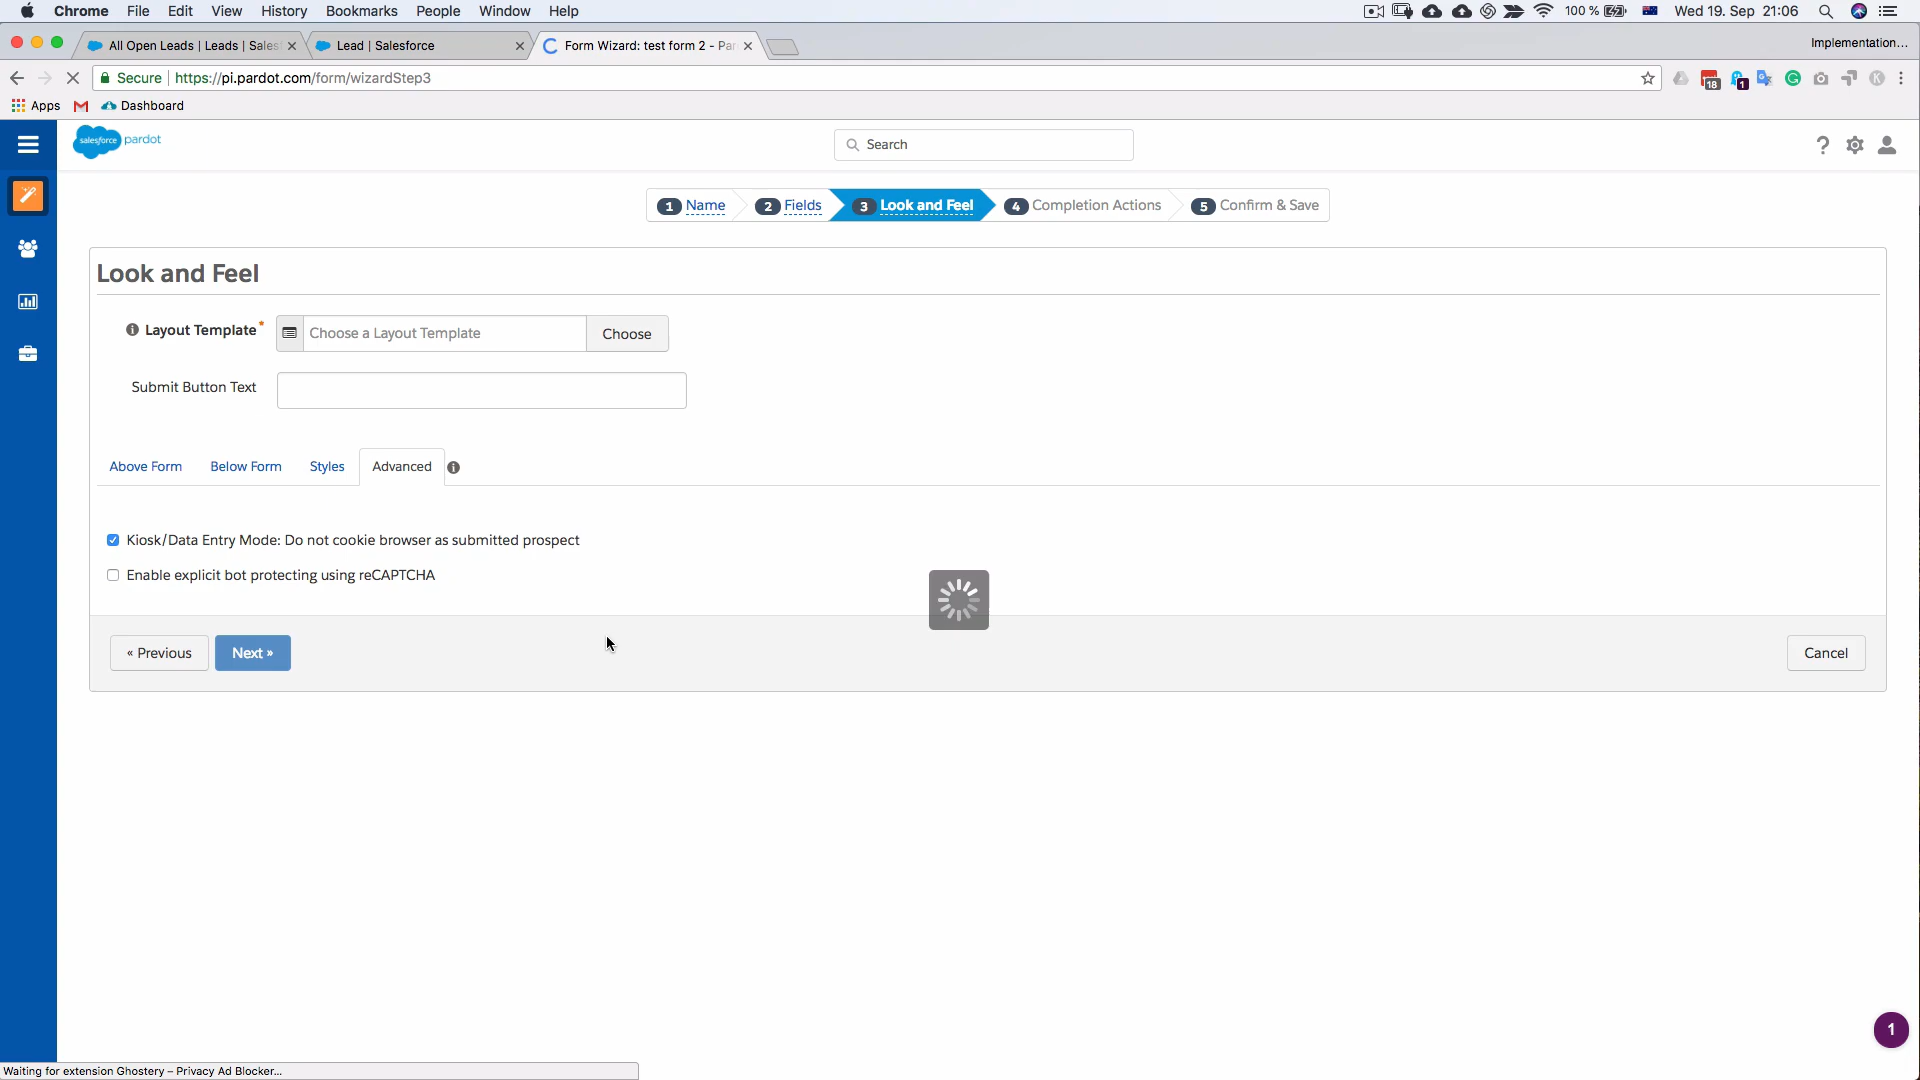 Chrome File Edit View History Bookmarks People Window Help 100 % Wed 19. Sep 21:06
All Open Leads | Leads | Sales Lead | Salesforce Form Wizard: test form 2 - Par Implementation...
Secure https://pi.pardot.com/form/wizardStep3 18 1
Apps Dashboard
salesforce pardot Search
1 Name 2 Fields 3 Look and Feel 4 Completion Actions 5 Confirm & Save
Look and Feel
Layout Template* Choose a Layout Template Choose
Submit Button Text
Above Form Below Form Styles Advanced
Kiosk/Data Entry Mode: Do not cookie browser as submitted prospect
Enable explicit bot protecting using reCAPTCHA
« Previous Next » Cancel
1
Waiting for extension Ghostery – Privacy Ad Blocker...